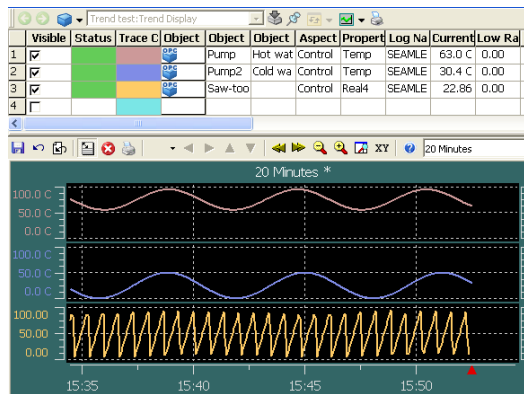 Trend test:Trend Display
Visible Status Trace C Object Object Object Aspect Propert Log Na Current Low Ra
1 OPC Pump Hot wat Control Temp SEAMLE 63.0 C 0.00
2 OPC Pump2 Cold wa Control Temp SEAMLE 30.4 C 0.00
3 OPC Saw-too Control Real4 SEAMLE 22.86 0.00
4
XY 20 Minutes
20 Minutes *
100.0 C
50.0 C
0.0 C
100.0 C
50.0 C
0.0 C
100.00
50.00
0.00
15:35 15:40 15:45 15:50